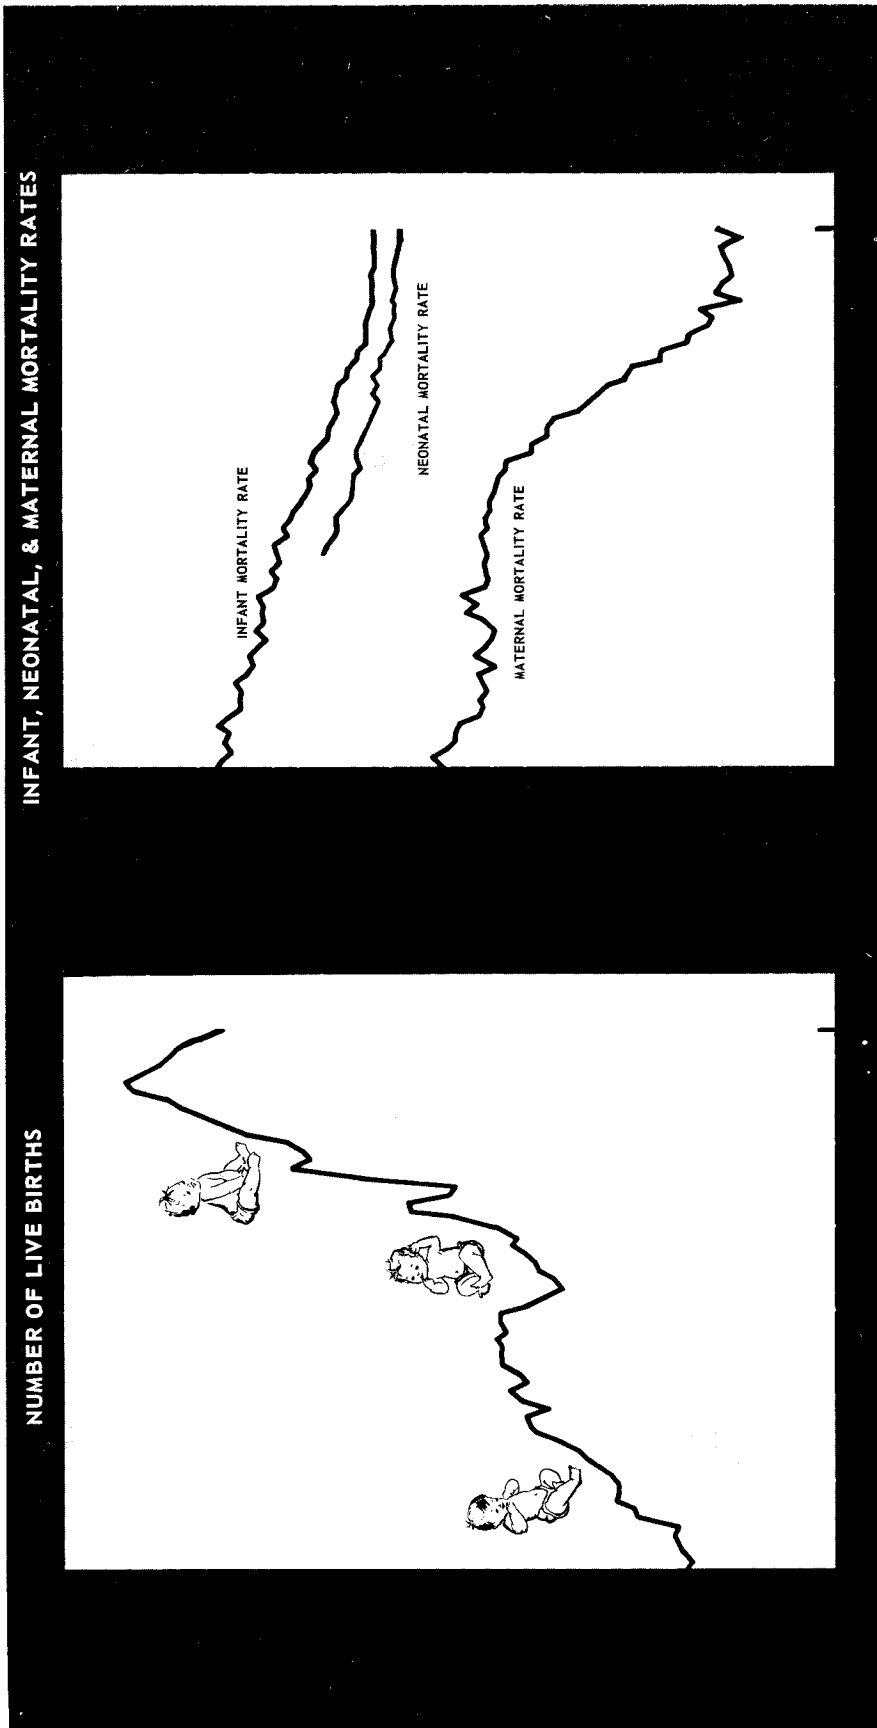 NUMBER OF LIVE BIRTHS
INFANT, NEONATAL, & MATERNAL MORTALITY RATES
INFANT MORTALITY RATE
NEONATAL MORTALITY RATE
MATERNAL MORTALITY RATE